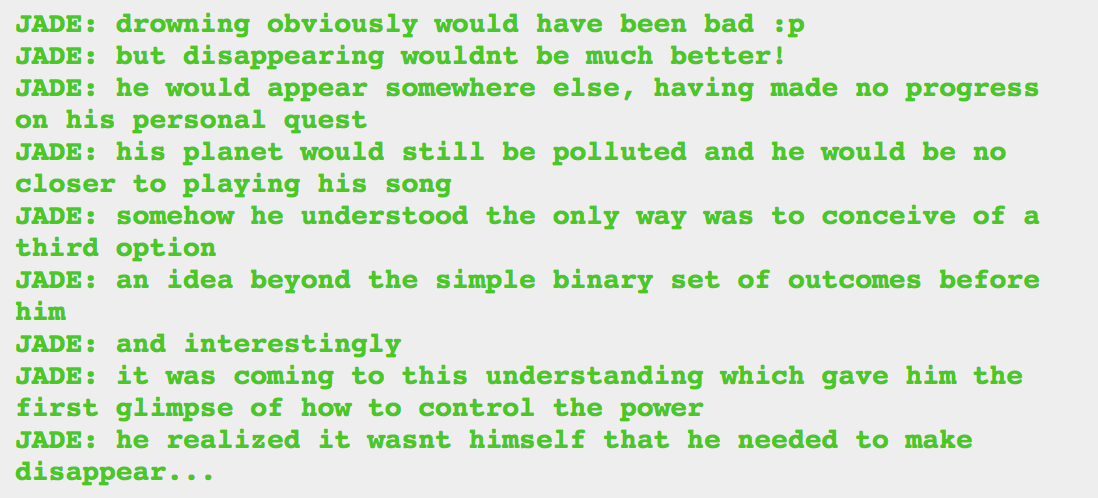 JADE: drowning obviously would have been bad :p
JADE: but disappearing wouldnt be much better!
JADE: he would appear somewhere else, having made no progress
on his personal quest
JADE: his planet would still be polluted and he would be no
closer to playing his song
JADE: somehow he understood the only way was to conceive of a
third option
JADE: an idea beyond the simple binary set of outcomes before
him
JADE: and interestingly
JADE: it was coming to this understanding which gave him the
first glimpse of how to control the power
JADE: he realized it wasnt himself that he needed to make
disappear...